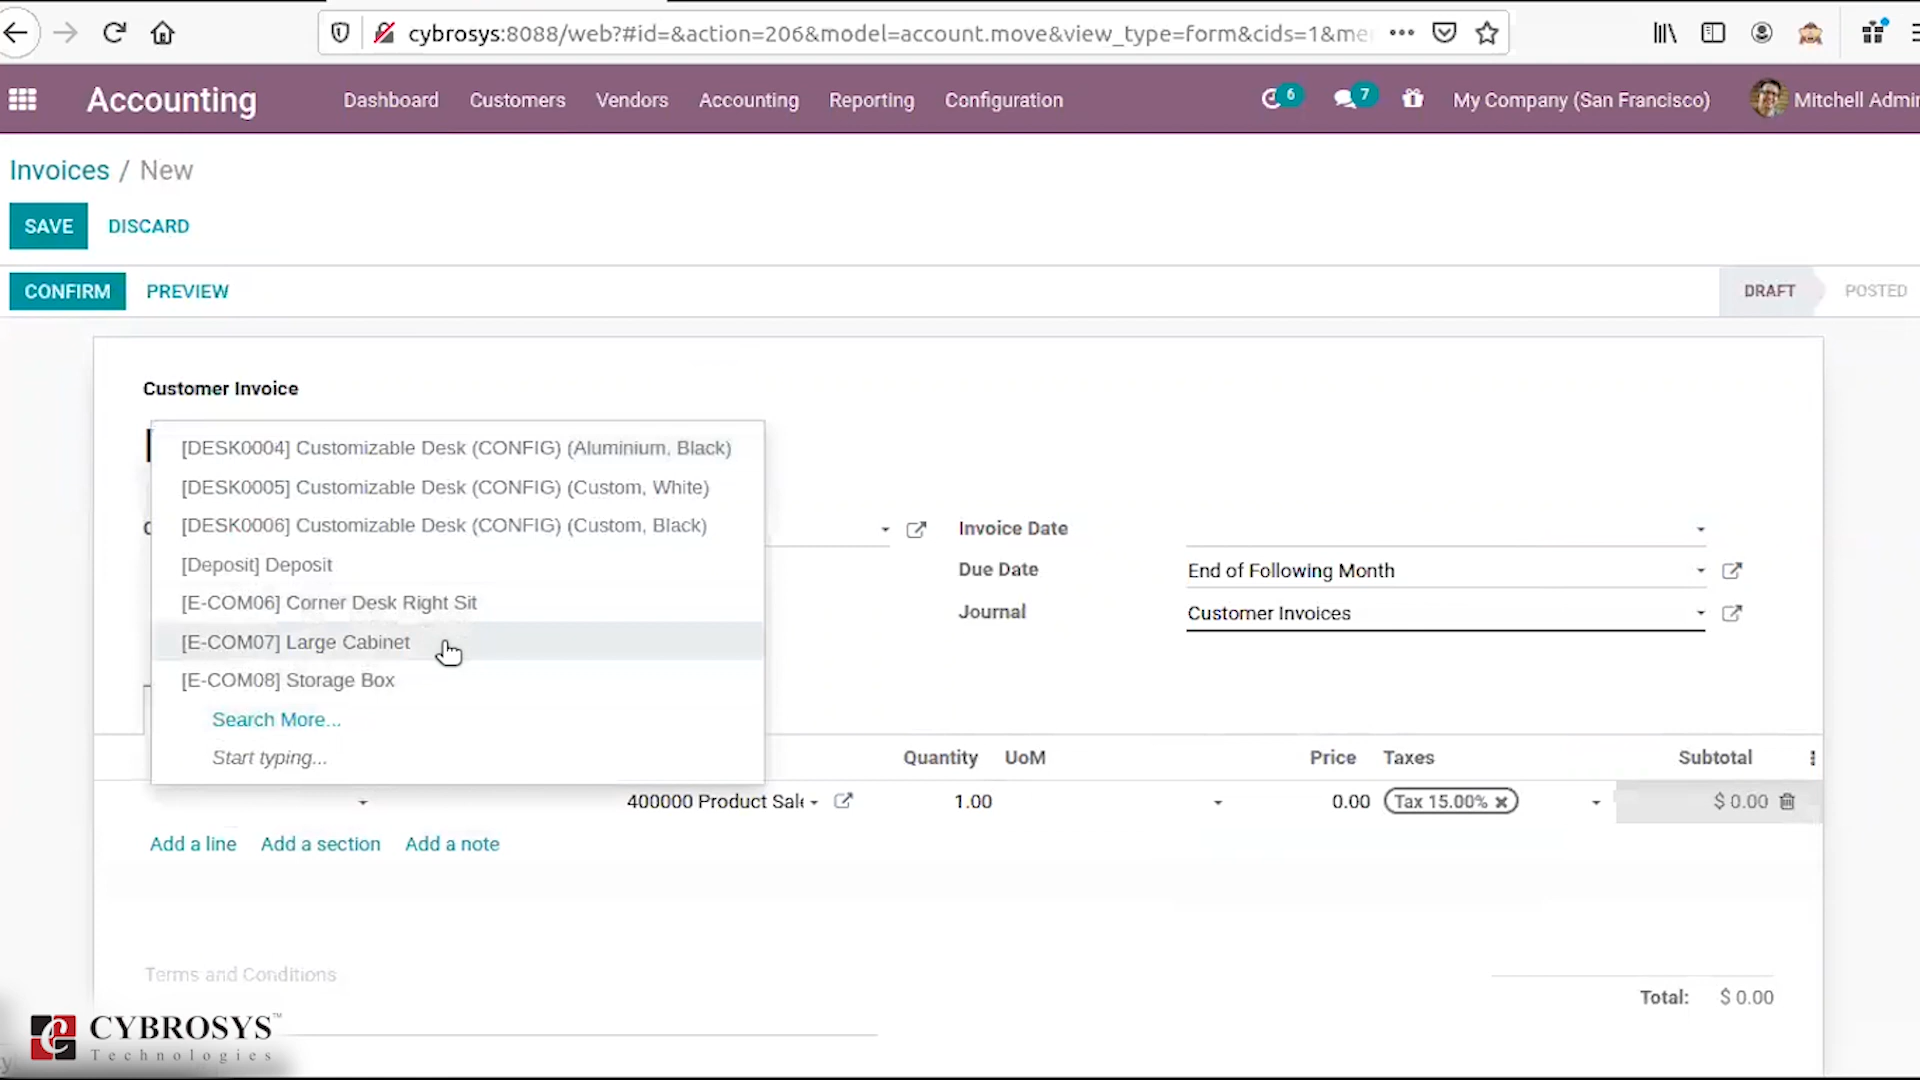 cybrosys:8088/web?#id=&action=206&model=account.move&view_type=form&cids=1&me
Accounting
Dashboard
Customers
Vendors
Accounting
Reporting
Configuration
6
7
My Company (San Francisco)
Mitchell Admin
Invoices / New
SAVE
DISCARD
CONFIRM
PREVIEW
DRAFT
POSTED
Customer Invoice
[DESK0004] Customizable Desk (CONFIG) (Aluminium, Black)
[DESK0005] Customizable Desk (CONFIG) (Custom, White)
[DESK0006] Customizable Desk (CONFIG) (Custom, Black)
[Deposit] Deposit
[E-COM06] Corner Desk Right Sit
[E-COM07] Large Cabinet
[E-COM08] Storage Box
Search More...
Start typing...
Invoice Date
Due Date
End of Following Month
Journal
Customer Invoices
Quantity
UoM
Price
Taxes
Subtotal
400000 Product Sale
1.00
0.00
Tax 15.00%
$ 0.00
Add a line
Add a section
Add a note
Terms and Conditions
Total:
$ 0.00
CYBROSYS™
Technologies